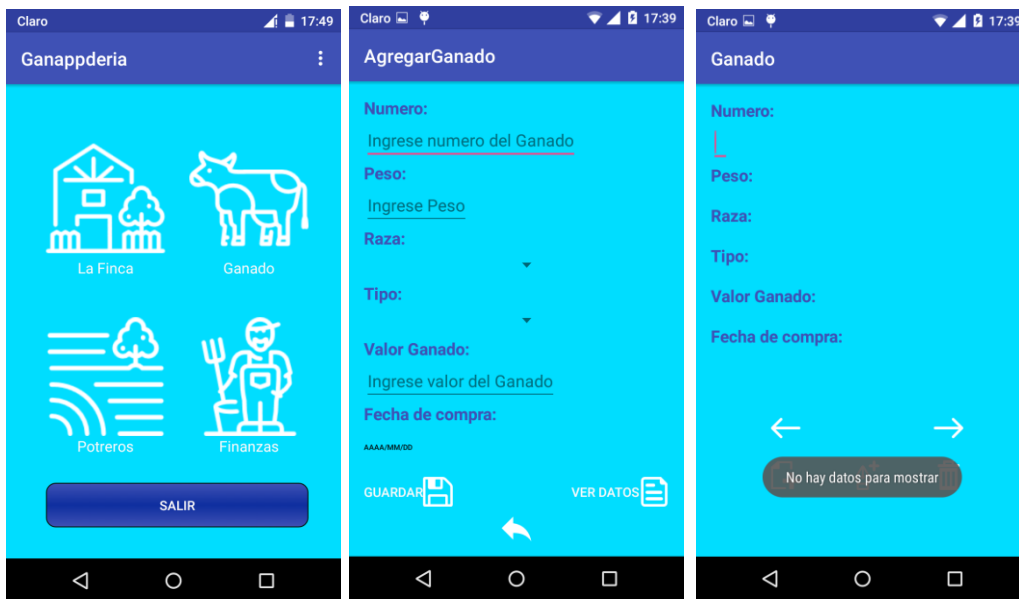 Claro 17:49
Ganappderia
La Finca
Ganado
Potreros
Finanzas
SALIR
Claro 17:39
AgregarGanado
Numero:
Ingrese numero del Ganado
Peso:
Ingrese Peso
Raza:
Tipo:
Valor Ganado:
Ingrese valor del Ganado
Fecha de compra:
AAAA/MM/DD
GUARDAR
VER DATOS
Claro 17:39
Ganado
Numero:
Peso:
Raza:
Tipo:
Valor Ganado:
Fecha de compra:
No hay datos para mostrar